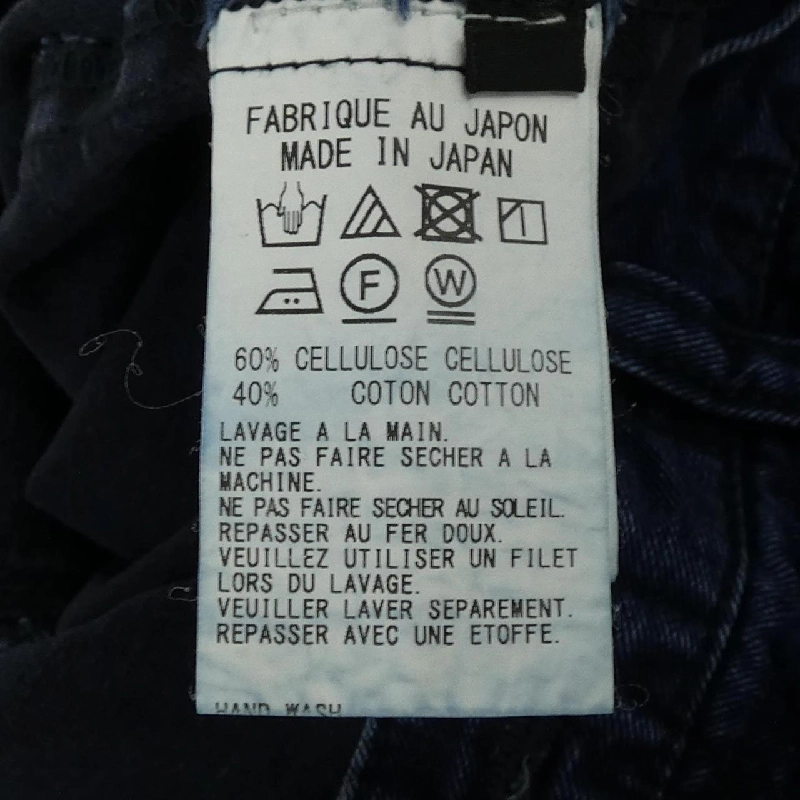 FABRIQUE AU JAPON
MADE IN JAPAN
F W
60% CELLULOSE CELLULOSE
40% COTON COTTON
LAVAGE A LA MAIN.
NE PAS FAIRE SECHER A LA
MACHINE.
NE PAS FAIRE SECHER AU SOLEIL.
REPASSER AU FER DOUX.
VEUILLEZ UTILISER UN FILET
LORS DU LAVAGE.
VEUILLER LAVER SEPAREMENT.
REPASSER AVEC UNE ETOFFE.
HAND WASH